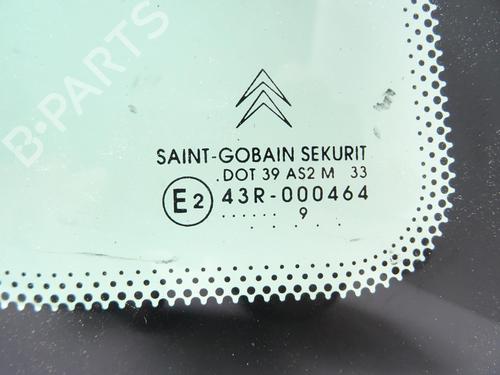 B-PARTS
SAINT-GOBAIN SEKURIT
.DOT 39 AS2 M 33
E2 43R-000464
...... 9
. . . . .